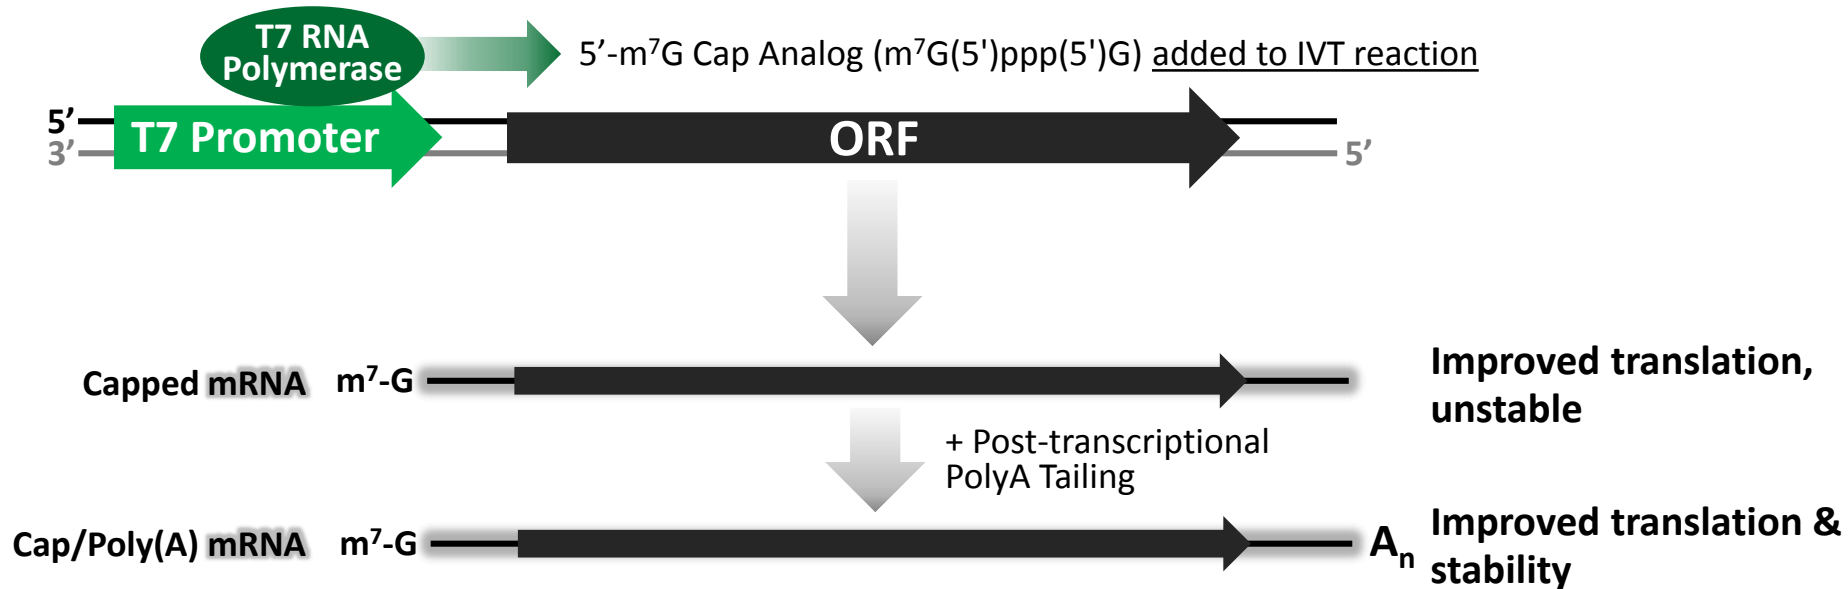 T7 RNA
Polymerase
5’-m⁷G Cap Analog (m⁷G(5')ppp(5')G) added to IVT reaction
5’
T7 Promoter
ORF
3’
5’
Capped mRNA m⁷-G
Improved translation,
unstable
+ Post-transcriptional
PolyA Tailing
Cap/Poly(A) mRNA m⁷-G
Aₙ
Improved translation &
stability